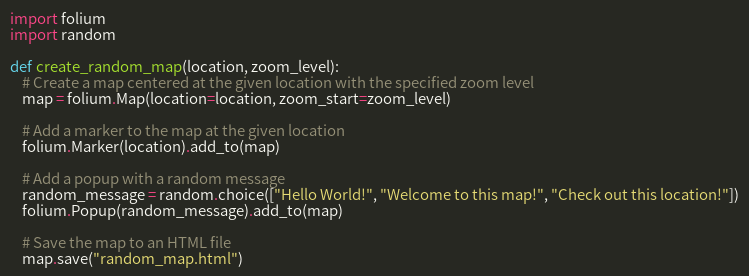 import folium
import random

def create_random_map(location, zoom_level):
    # Create a map centered at the given location with the specified zoom level
    map = folium.Map(location=location, zoom_start=zoom_level)

    # Add a marker to the map at the given location
    folium.Marker(location).add_to(map)

    # Add a popup with a random message
    random_message = random.choice(["Hello World!", "Welcome to this map!", "Check out this location!"])
    folium.Popup(random_message).add_to(map)

    # Save the map to an HTML file
    map.save("random_map.html")